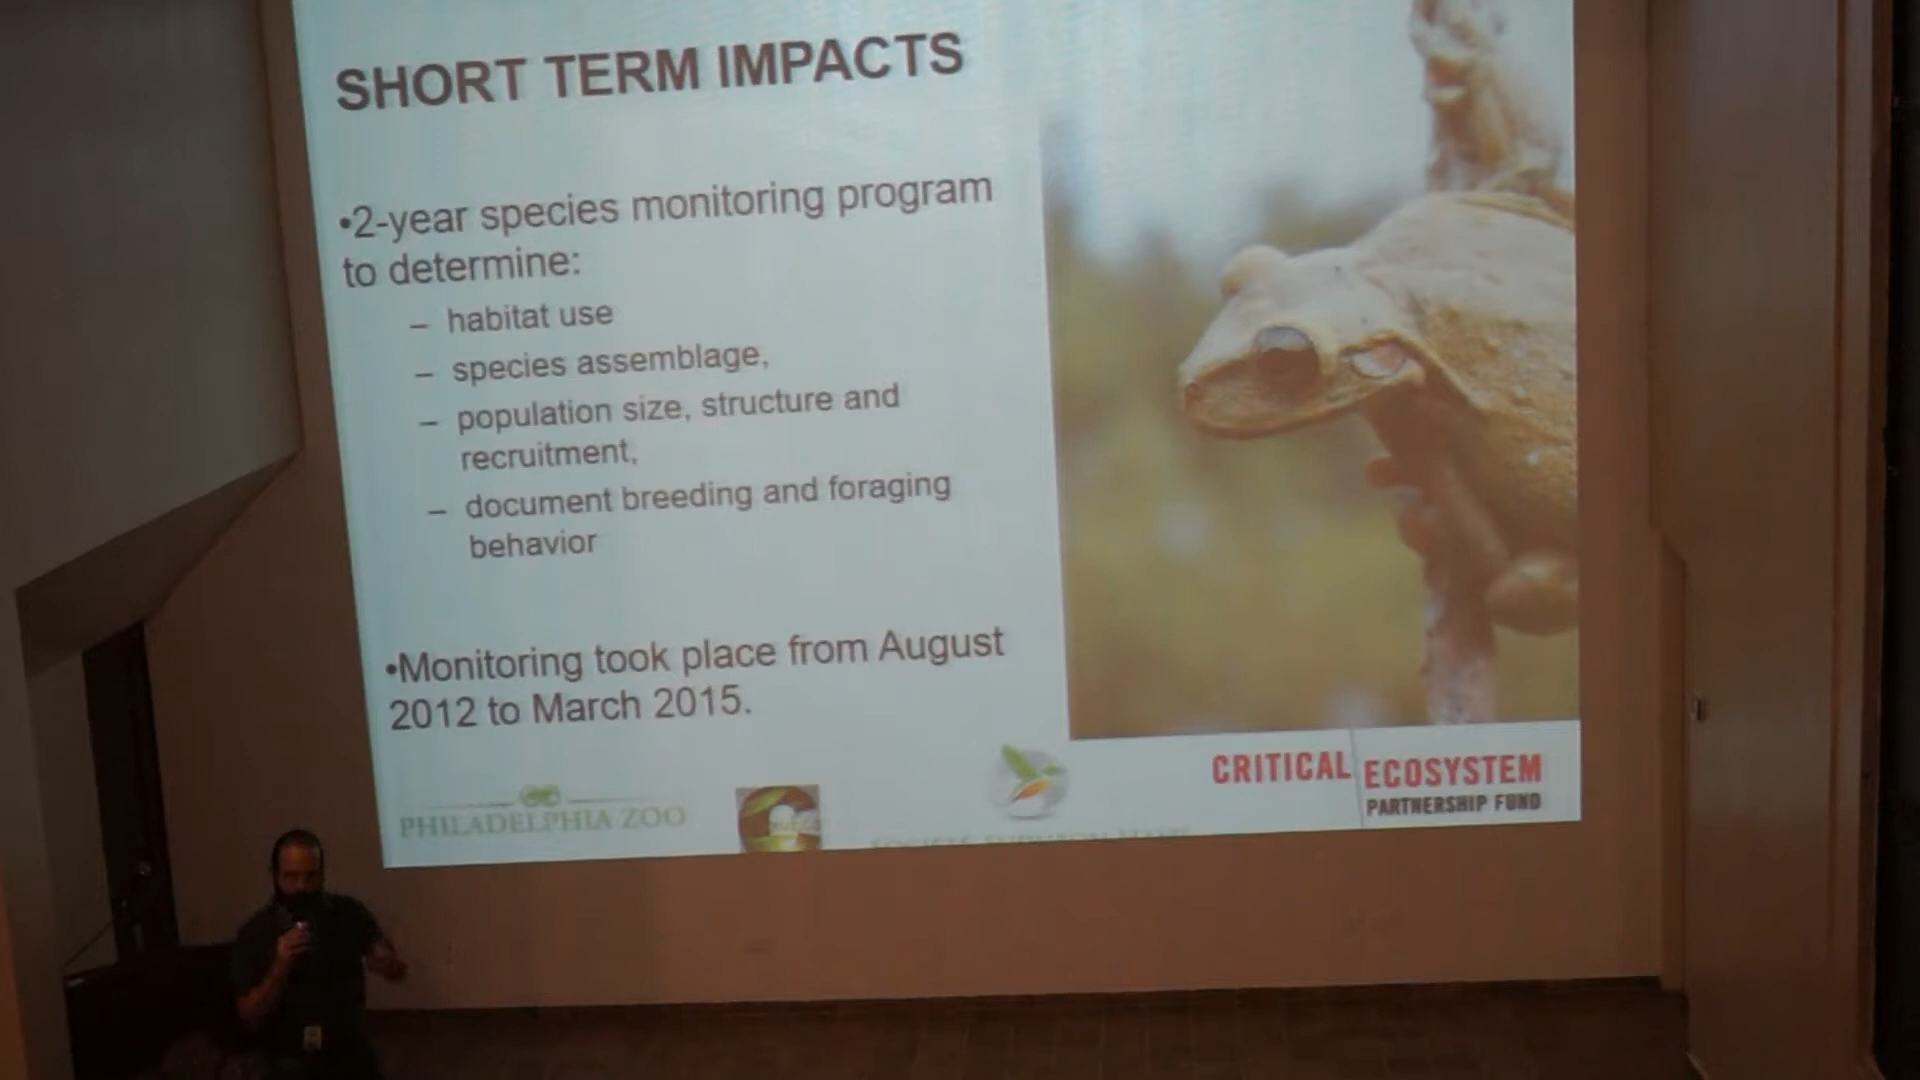 SHORT TERM IMPACTS
•2-year species monitoring program
to determine:
– habitat use
– species assemblage,
– population size, structure and
recruitment,
– document breeding and foraging
behavior
•Monitoring took place from August
2012 to March 2015.
PHILADELPHIA ZOO
CRITICAL ECOSYSTEM
PARTNERSHIP FUND